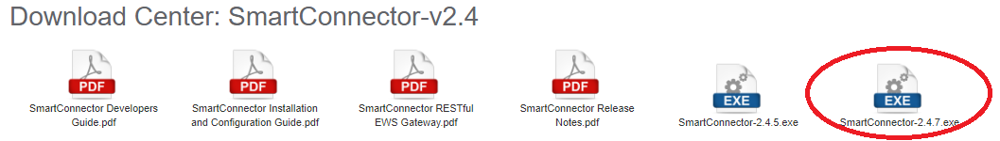 Download Center: SmartConnector-v2.4
PDF
SmartConnector Developers
Guide.pdf
PDF
SmartConnector Installation
and Configuration Guide.pdf
PDF
SmartConnector RESTful
EWS Gateway.pdf
PDF
SmartConnector Release
Notes.pdf
EXE
SmartConnector-2.4.5.exe
EXE
SmartConnector-2.4.7.exe